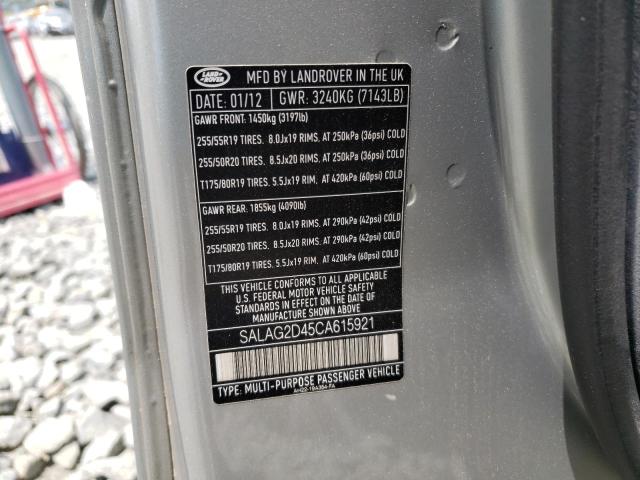 LAND-
ROVER
MFD BY LANDROVER IN THE UK
DATE: 01/12 GWR: 3240KG (7143LB)
GAWR FRONT: 1450kg (3197lb)
255/55R19 TIRES. 8.0Jx19 RIMS, AT 250kPa (36psi) COLD
255/50R20 TIRES. 8.5Jx20 RIMS, AT 250kPa (36psi) COLD
T175/80R19 TIRES. 5.5Jx19 RIM. AT 420kPa (60psi) COLD
GAWR REAR: 1855kg (4090lb)
255/55R19 TIRES. 8.0Jx19 RIMS, AT 290kPa (42psi) COLD
255/50R20 TIRES. 8.5Jx20 RIMS, AT 290kPa (42psi) COLD
T175/80R19 TIRES. 5.5Jx19 RIM. AT 420kPa (60psi) COLD
THIS VEHICLE CONFORMS TO ALL APPLICABLE
U.S. FEDERAL MOTOR VEHICLE SAFETY
STANDARDS IN EFFECT ON THE DATE OF
MANUFACTURE SHOWN ABOVE
SALAG2D45CA615921
TYPE: MULTI-PURPOSE PASSENGER VEHICLE
AH22-19A354-FA